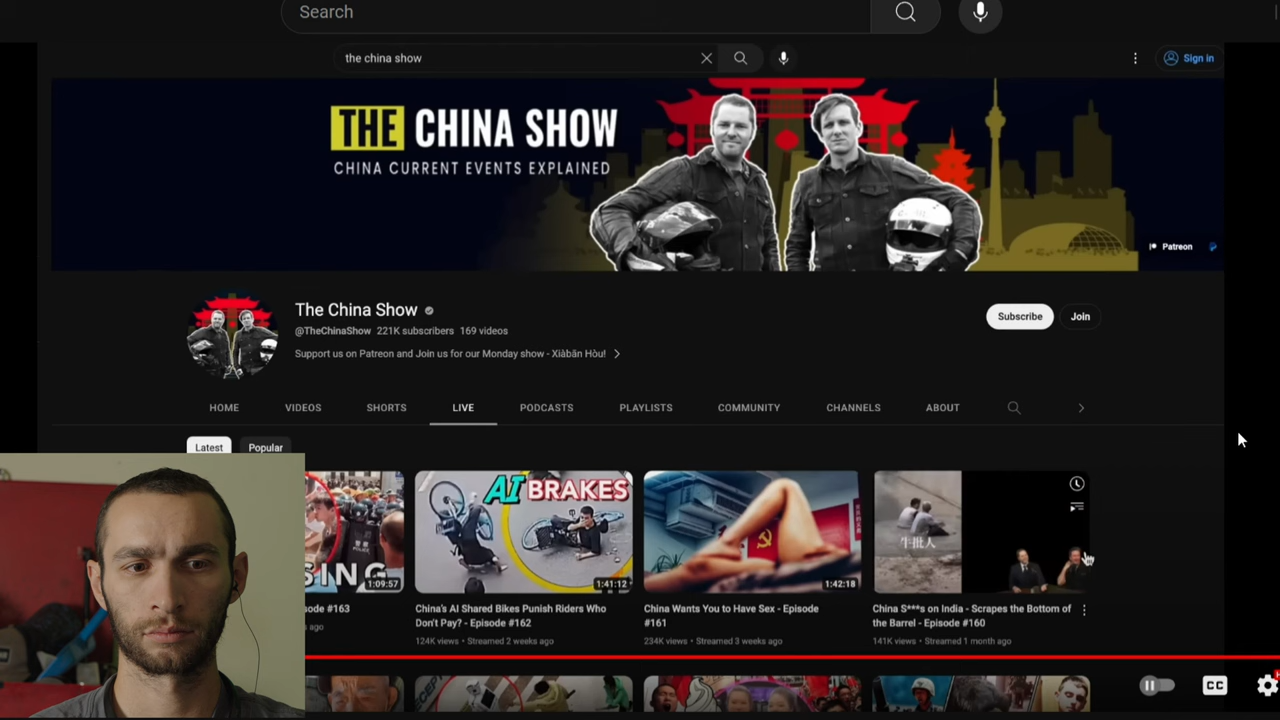 Search
the china show
Sign in
THE CHINA SHOW
CHINA CURRENT EVENTS EXPLAINED
Patreon
The China Show
@TheChinaShow 221K subscribers 169 videos
Support us on Patreon and Join us for our Monday show - Xiàbān Hòu!
Subscribe
Join
HOME
VIDEOS
SHORTS
LIVE
PODCASTS
PLAYLISTS
COMMUNITY
CHANNELS
ABOUT
Latest
Popular
SING
POLICE
1:09:57
AI BRAKES
1:41:12
1:42:18
牛批人
ode #163
ago
China's AI Shared Bikes Punish Riders Who
Don't Pay? - Episode #162
124K views • Streamed 2 weeks ago
China Wants You to Have Sex - Episode
#161
234K views • Streamed 3 weeks ago
China S***s on India - Scrapes the Bottom of
the Barrel - Episode #160
141K views • Streamed 1 month ago
CC